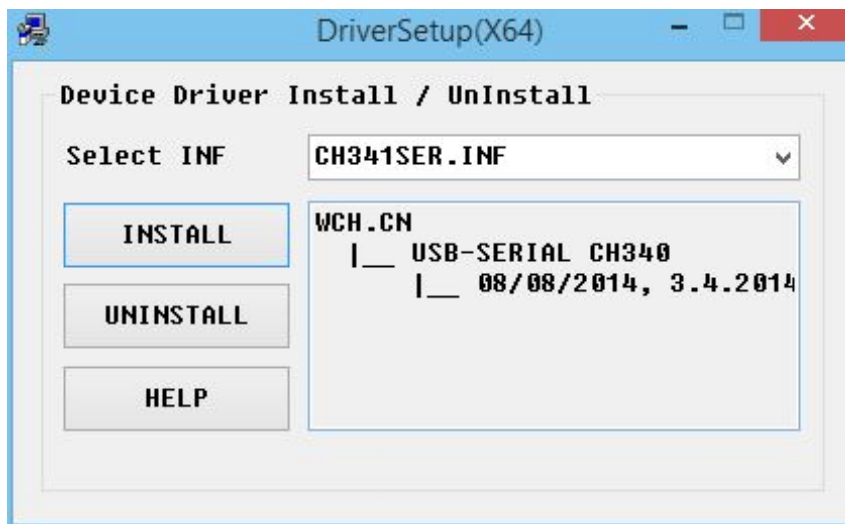 DriverSetup(X64)
Device Driver Install / UnInstall
Select INF
CH341SER.INF
INSTALL
UNINSTALL
HELP
WCH.CN
|__ USB-SERIAL CH340
|__ 08/08/2014, 3.4.2014